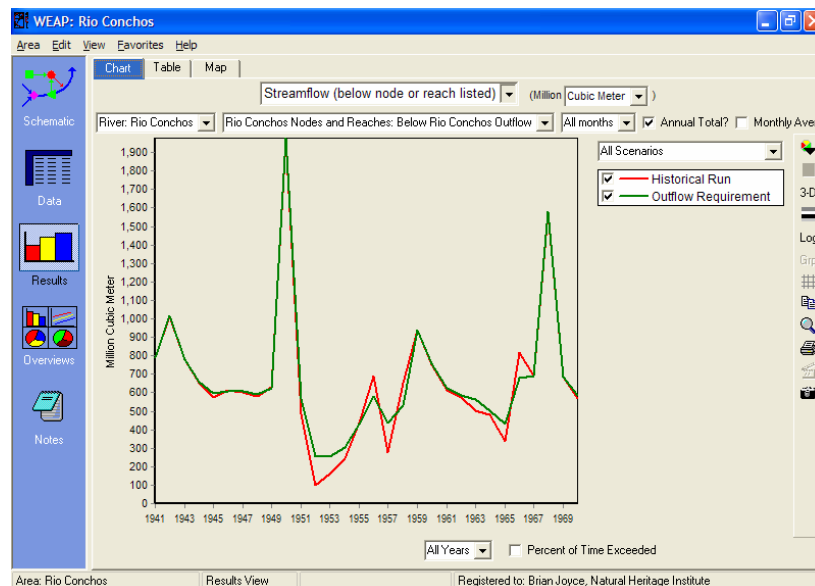 WEAP: Rio Conchos
Area Edit View Favorites Help
Chart Table Map
Streamflow (below node or reach listed) (Million Cubic Meter )
River: Rio Conchos Rio Conchos Nodes and Reaches: Below Rio Conchos Outflow All months Annual Total? Monthly Aver
Schematic
Data
Results
Overviews
Notes
All Scenarios
Historical Run
Outflow Requirement
3-D
Log
Grp
Million Cubic Meter
1,900
1,800
1,700
1,600
1,500
1,400
1,300
1,200
1,100
1,000
900
800
700
600
500
400
300
200
100
0
1941 1943 1945 1947 1949 1951 1953 1955 1957 1959 1961 1963 1965 1967 1969
All Years Percent of Time Exceeded
Area: Rio Conchos Results View Registered to: Brian Joyce, Natural Heritage Institute